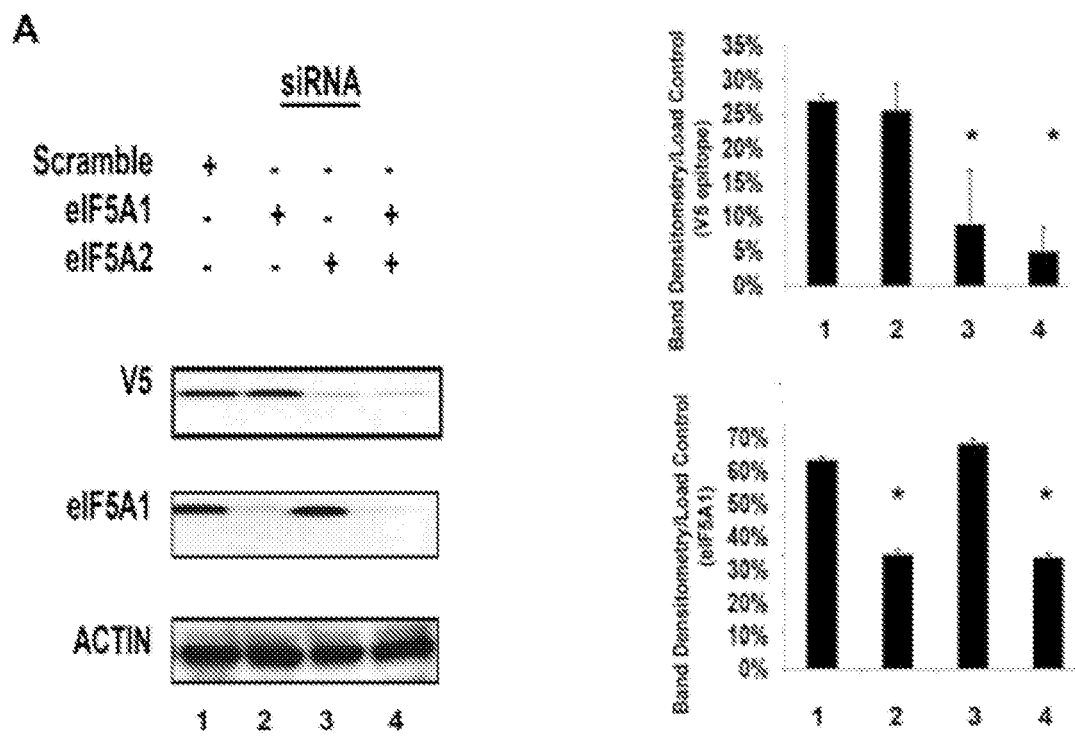 A
siRNA
Scramble + - - -
eIF5A1 - + - +
eIF5A2 - - + +
V5
eIF5A1
ACTIN
1 2 3 4
Band Densitometry/Load Control
(V5 epitope)
35%
30%
25%
20%
15%
10%
5%
0%
* *
1 2 3 4
Band Densitometry/Load Control
(eIF5A1)
70%
60%
50%
40%
30%
20%
10%
0%
* *
1 2 3 4